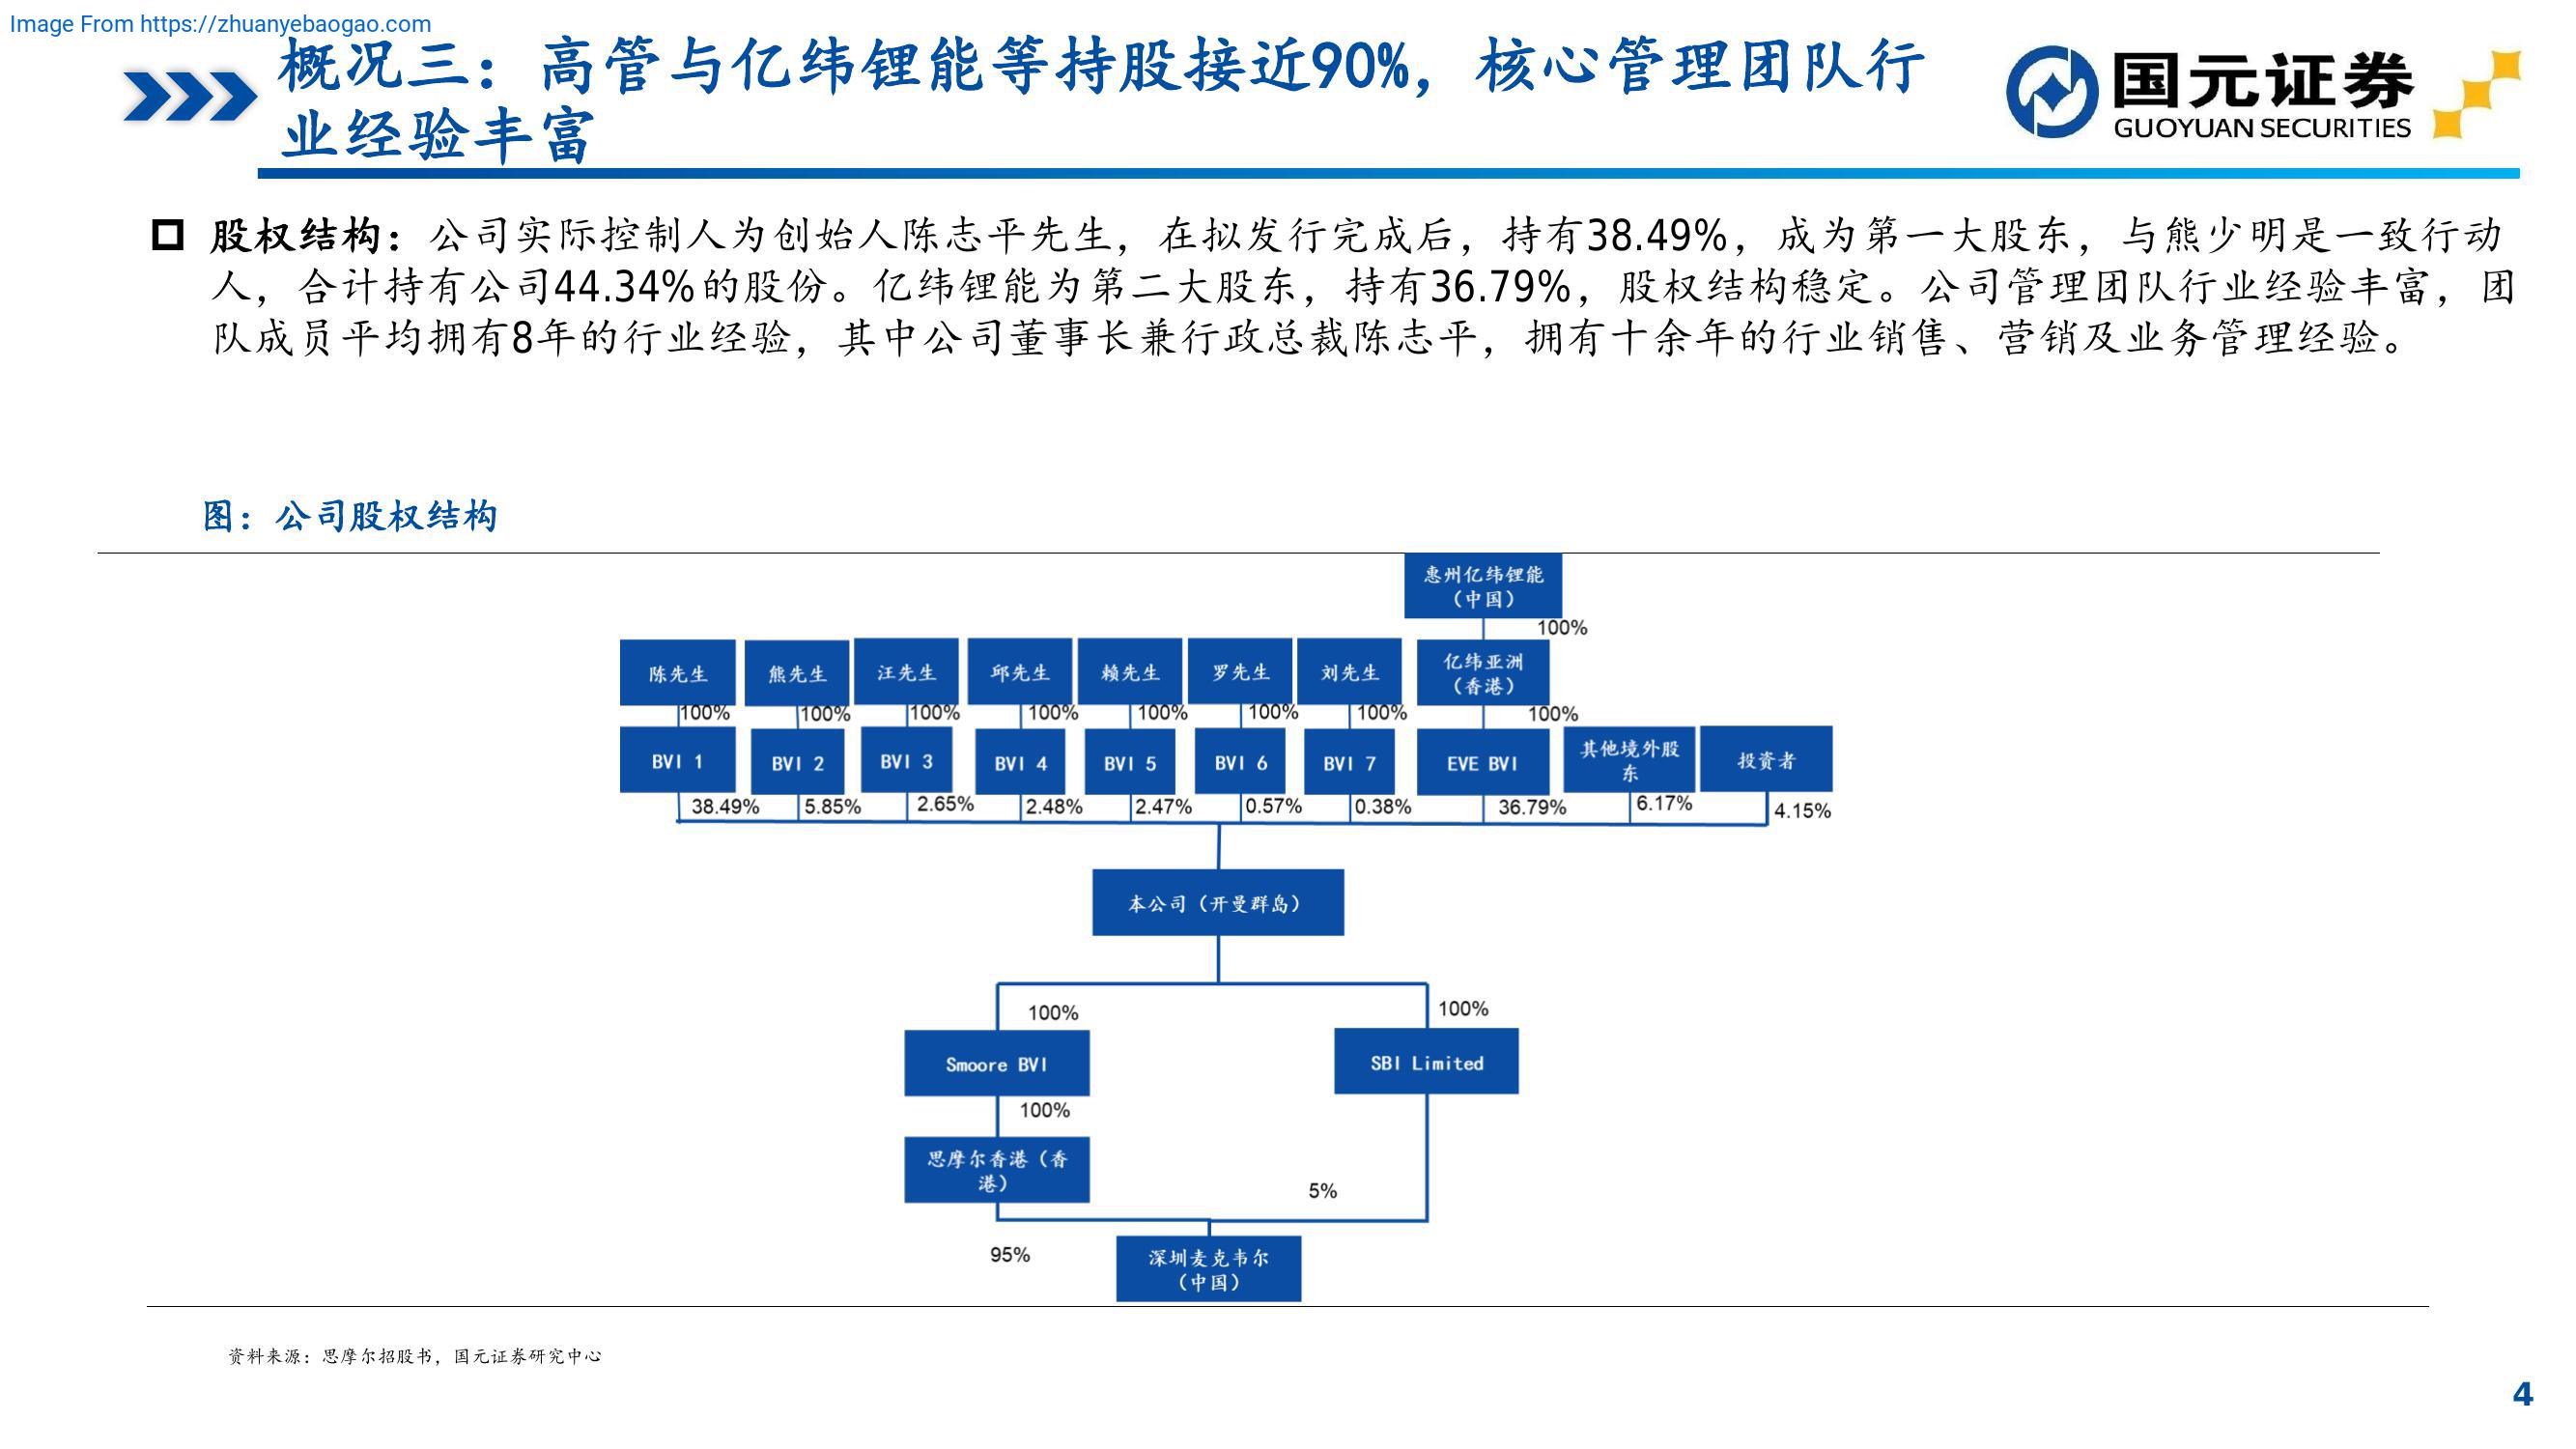 Image From https://zhuanyebaogao.com
概况三：高管与亿纬锂能等持股接近90%，核心管理团队行
业经验丰富
国元证券
GUOYUAN SECURITIES
股权结构：公司实际控制人为创始人陈志平先生，在拟发行完成后，持有38.49%，成为第一大股东，与熊少明是一致行动
人，合计持有公司44.34%的股份。亿纬锂能为第二大股东，持有36.79%，股权结构稳定。公司管理团队行业经验丰富，团
队成员平均拥有8年的行业经验，其中公司董事长兼行政总裁陈志平，拥有十余年的行业销售、营销及业务管理经验。
图：公司股权结构
惠州亿纬锂能
（中国）
100%
陈先生 熊先生 汪先生 邱先生 赖先生 罗先生 刘先生 亿纬亚洲
（香港）
100% 100% 100% 100% 100% 100% 100% 100%
BVI 1 BVI 2 BVI 3 BVI 4 BVI 5 BVI 6 BVI 7 EVE BVI 其他境外股
东 投资者
38.49% 5.85% 2.65% 2.48% 2.47% 0.57% 0.38% 36.79% 6.17% 4.15%
本公司（开曼群岛）
100% 100%
Smoore BVI SBI Limited
100%
思摩尔香港（香
港）
5%
95%
深圳麦克韦尔
（中国）
资料来源：思摩尔招股书，国元证券研究中心
4